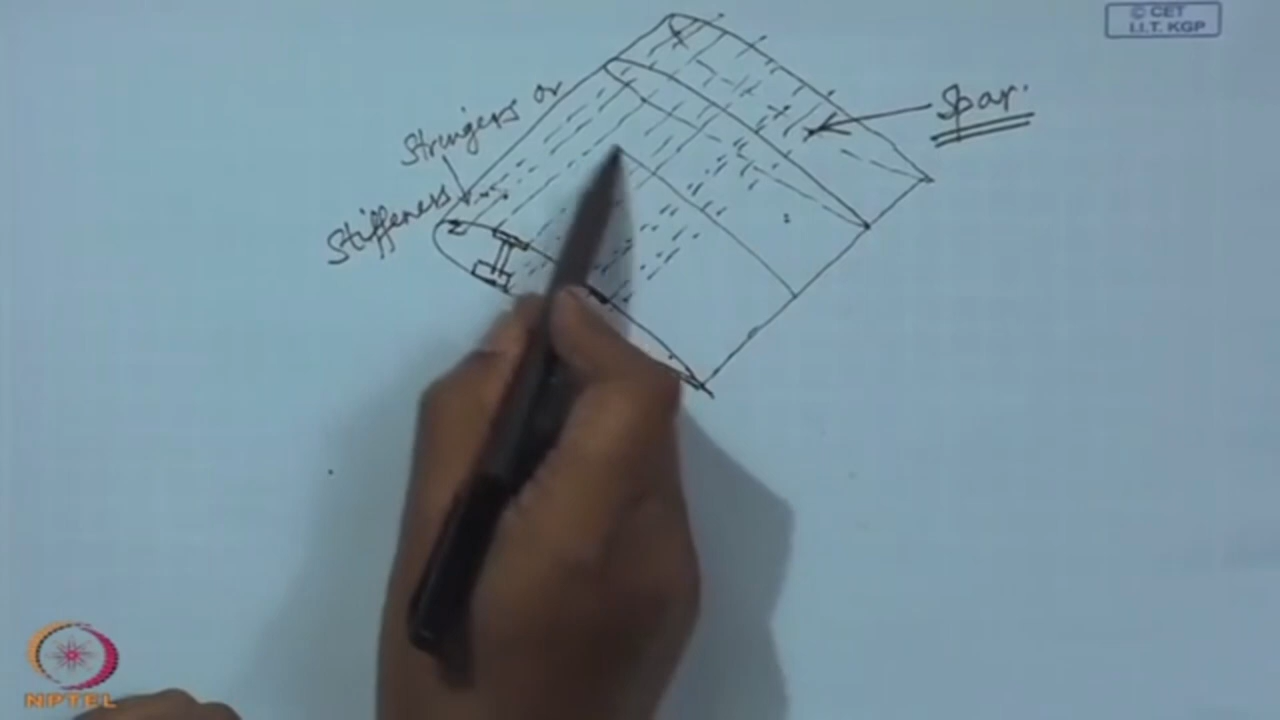 © CET
I.I.T. KGP
Spar.
Stringers or
Stiffeners
NPTEL